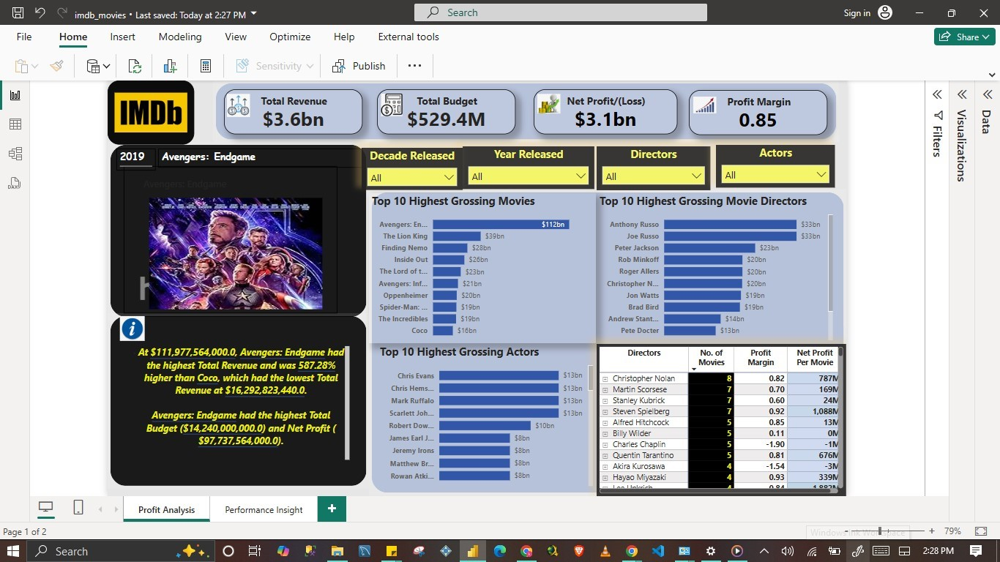 imdb_movies • Last saved: Today at 2:27 PM
Search
Sign in
File Home Insert Modeling View Optimize Help External tools
Share
Sensitivity
Publish
IMDb
Total Revenue
$3.6bn
Total Budget
$529.4M
Net Profit/(Loss)
$3.1bn
Profit Margin
0.85
Filters
Visualizations
Data
2019
Avengers: Endgame
Avengers: Endgame
Decade Released
All
Year Released
All
Directors
All
Actors
All
Top 10 Highest Grossing Movies
Avengers: En... $112bn
The Lion King $39bn
Finding Nemo $28bn
Inside Out $26bn
The Lord of t... $23bn
Avengers: Inf... $21bn
Oppenheimer $20bn
Spider-Man: ... $19bn
The Incredibles $19bn
Coco $16bn
Top 10 Highest Grossing Movie Directors
Anthony Russo $33bn
Joe Russo $33bn
Peter Jackson $23bn
Rob Minkoff $20bn
Roger Allers $20bn
Christopher N... $20bn
Jon Watts $19bn
Brad Bird $19bn
Andrew Stant... $14bn
Pete Docter $13bn
h
i
At $111,977,564,000.0, Avengers: Endgame had
the highest Total Revenue and was 587.28%
higher than Coco, which had the lowest Total
Revenue at $16,292,823,440.0.
Avengers: Endgame had the highest Total
Budget ($14,240,000,000.0) and Net Profit (
$97,737,564,000.0).
Top 10 Highest Grossing Actors
Chris Evans $13bn
Chris Hems... $13bn
Mark Ruffalo $13bn
Scarlett Joh... $13bn
Robert Dow... $10bn
James Earl J... $8bn
Jeremy Irons $8bn
Matthew Br... $8bn
Rowan Atki... $8bn
Directors No. of Movies Profit Margin Net Profit Per Movie
Christopher Nolan 8 0.82 787M
Martin Scorsese 7 0.70 169M
Stanley Kubrick 7 0.60 24M
Steven Spielberg 7 0.92 1,088M
Alfred Hitchcock 5 0.85 13M
Billy Wilder 5 0.11 0M
Charles Chaplin 5 -1.90 -1M
Quentin Tarantino 5 0.81 676M
Akira Kurosawa 4 -1.54 -3M
Hayao Miyazaki 4 0.93 339M
Lee Unkrich 4 0.84 1,882M
Profit Analysis
Performance Insight
+
Page 1 of 2
Windows Ink Workspace
- + 79%
Search
2:28 PM